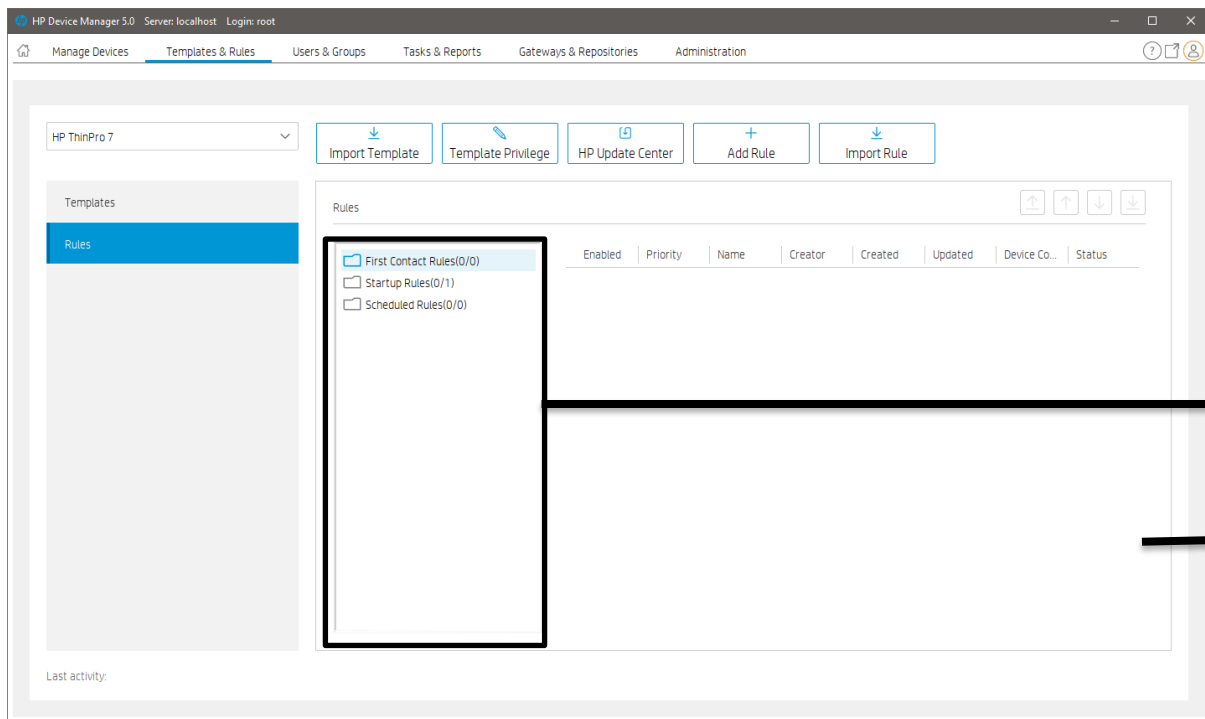 HP Device Manager 5.0 Server: localhost Login: root
Manage Devices Templates & Rules Users & Groups Tasks & Reports Gateways & Repositories Administration
HP ThinPro 7
Import Template Template Privilege HP Update Center Add Rule Import Rule
Templates
Rules
Rules
First Contact Rules(0/0)
Startup Rules(0/1)
Scheduled Rules(0/0)
Enabled Priority Name Creator Created Updated Device Co... Status
Last activity: